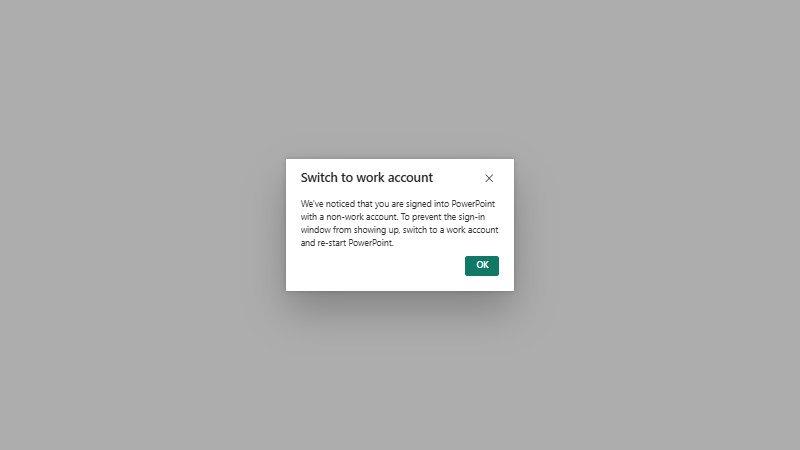 Switch to work account
We've noticed that you are signed into PowerPoint
with a non-work account. To prevent the sign-in
window from showing up, switch to a work account
and re-start PowerPoint.
OK